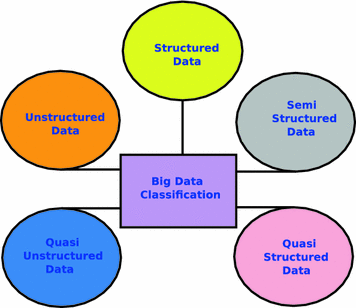 Structured
Data
Unstructured
Data
Semi
Structured
Data
Big Data
Classification
Quasi
Unstructured
Data
Quasi
Structured
Data